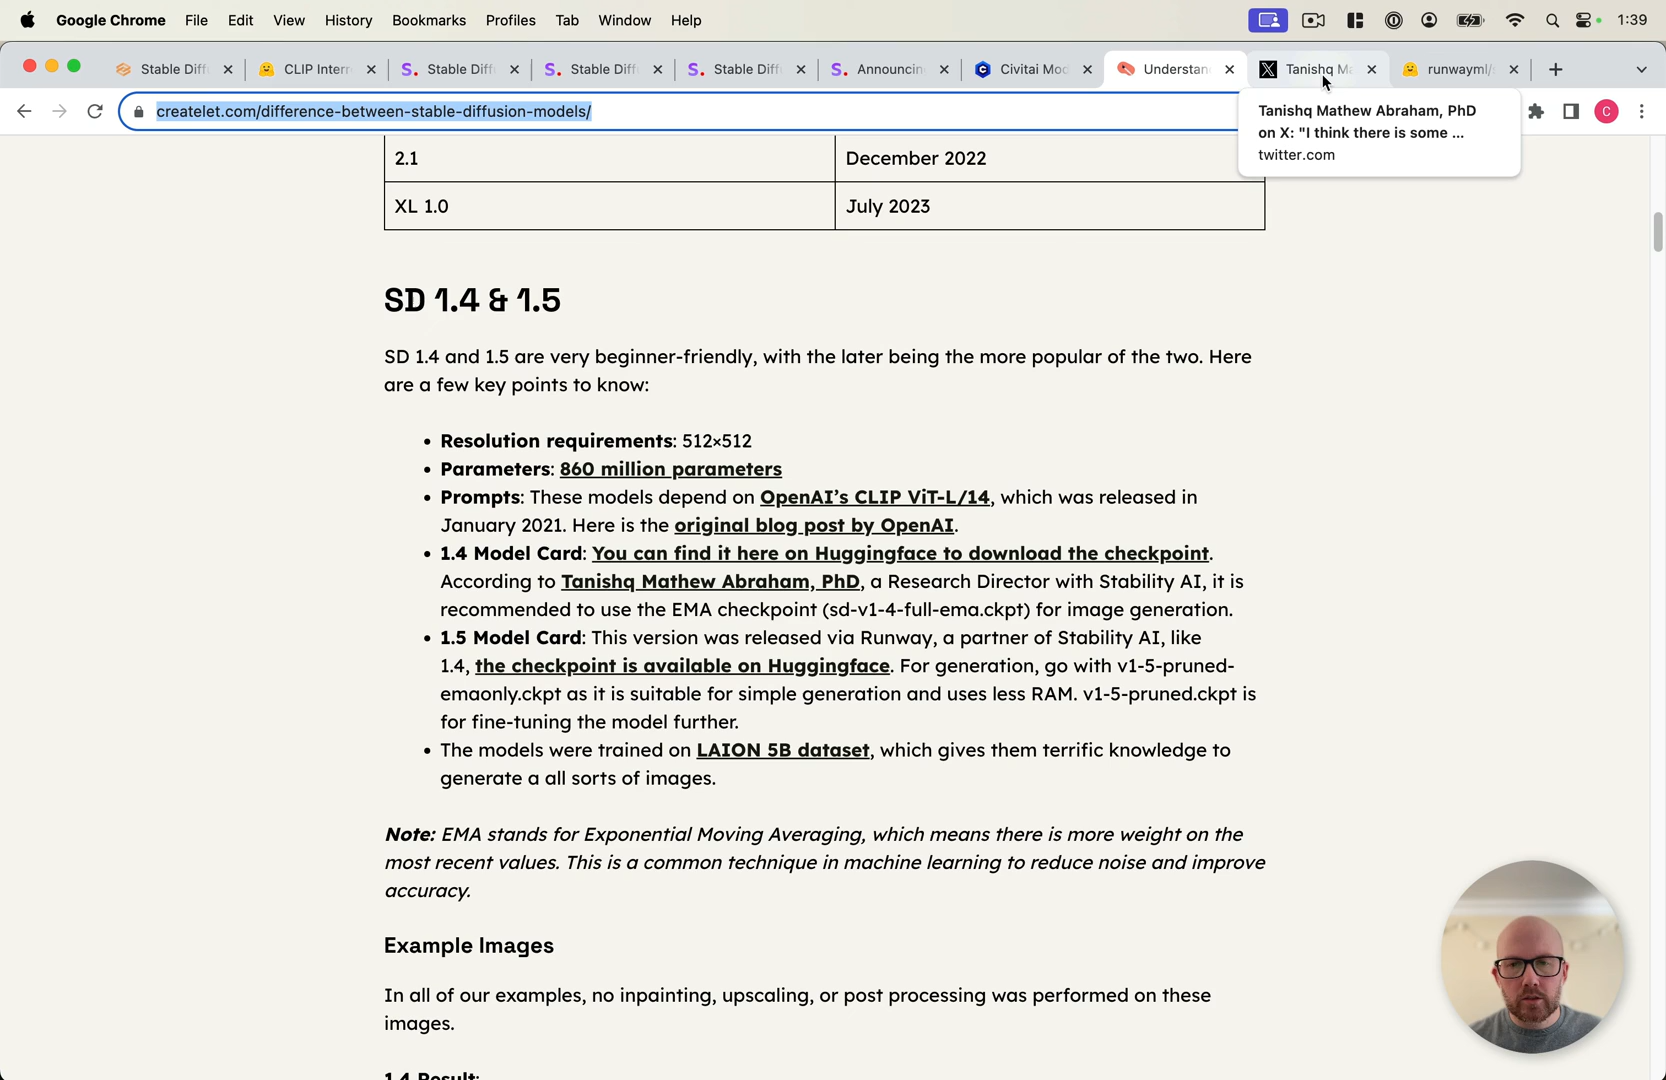 Google Chrome File Edit View History Bookmarks Profiles Tab Window Help 1:39
Stable Diff CLIP Interr Stable Diff Stable Diff Stable Diff Announcin Civitai Mod Understan Tanishq Ma runwayml/s
createlet.com/difference-between-stable-diffusion-models/
Tanishq Mathew Abraham, PhD
on X: "I think there is some ...
twitter.com
C
2.1 December 2022
XL 1.0 July 2023
SD 1.4 & 1.5
SD 1.4 and 1.5 are very beginner-friendly, with the later being the more popular of the two. Here
are a few key points to know:
• Resolution requirements: 512×512
• Parameters: 860 million parameters
• Prompts: These models depend on OpenAI’s CLIP ViT-L/14, which was released in
January 2021. Here is the original blog post by OpenAI.
• 1.4 Model Card: You can find it here on Huggingface to download the checkpoint.
According to Tanishq Mathew Abraham, PhD, a Research Director with Stability AI, it is
recommended to use the EMA checkpoint (sd-v1-4-full-ema.ckpt) for image generation.
• 1.5 Model Card: This version was released via Runway, a partner of Stability AI, like
1.4, the checkpoint is available on Huggingface. For generation, go with v1-5-pruned-
emaonly.ckpt as it is suitable for simple generation and uses less RAM. v1-5-pruned.ckpt is
for fine-tuning the model further.
• The models were trained on LAION 5B dataset, which gives them terrific knowledge to
generate a all sorts of images.
Note: EMA stands for Exponential Moving Averaging, which means there is more weight on the
most recent values. This is a common technique in machine learning to reduce noise and improve
accuracy.
Example Images
In all of our examples, no inpainting, upscaling, or post processing was performed on these
images.
1.4 Result: